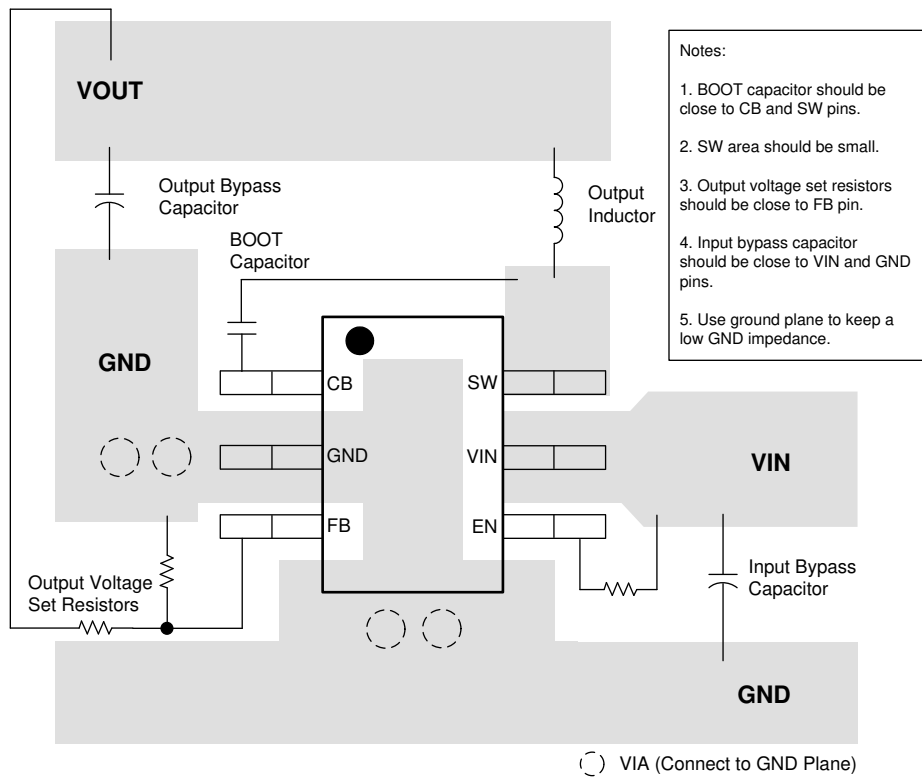 VOUT
Output Bypass
Capacitor
Output
Inductor
BOOT
Capacitor
GND
CB
GND
FB
SW
VIN
EN
VIN
Output Voltage
Set Resistors
Input Bypass
Capacitor
GND
VIA (Connect to GND Plane)
Notes:
1. BOOT capacitor should be
close to CB and SW pins.
2. SW area should be small.
3. Output voltage set resistors
should be close to FB pin.
4. Input bypass capacitor
should be close to VIN and GND
pins.
5. Use ground plane to keep a
low GND impedance.